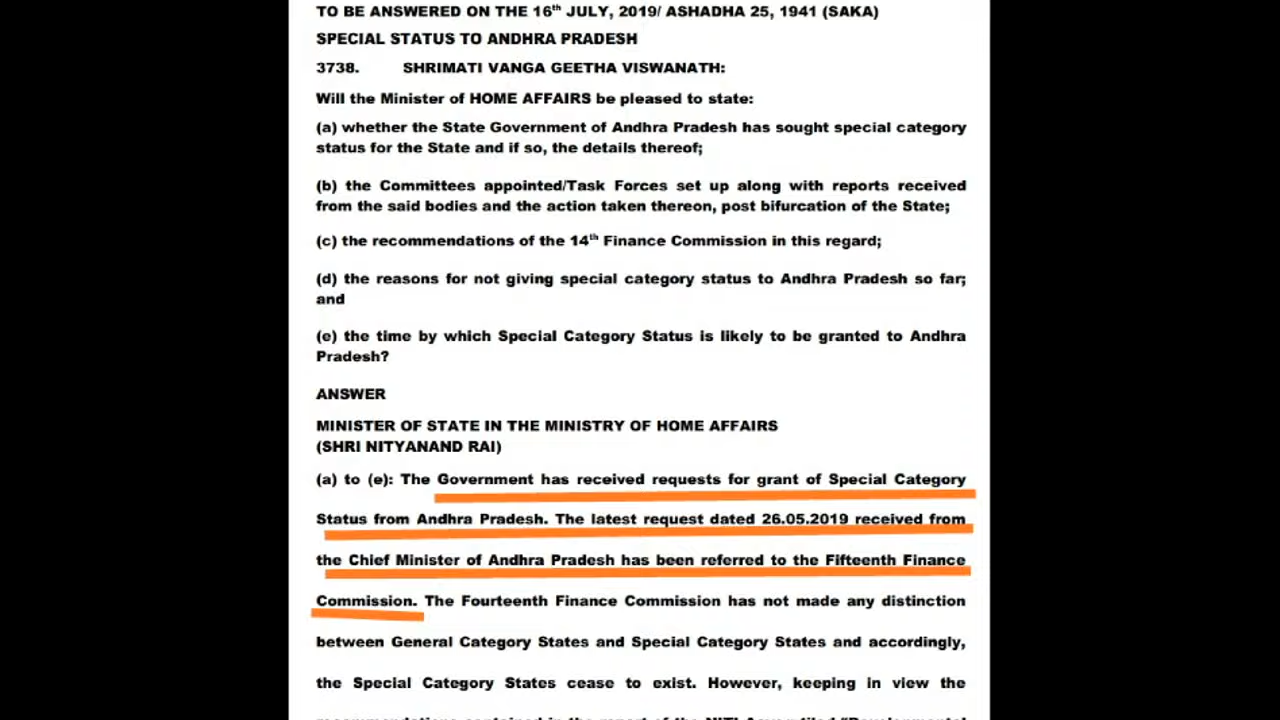 TO BE ANSWERED ON THE 16th JULY, 2019/ ASHADHA 25, 1941 (SAKA)
SPECIAL STATUS TO ANDHRA PRADESH
3738. SHRIMATI VANGA GEETHA VISWANATH:
Will the Minister of HOME AFFAIRS be pleased to state:
(a) whether the State Government of Andhra Pradesh has sought special category
status for the State and if so, the details thereof;
(b) the Committees appointed/Task Forces set up along with reports received
from the said bodies and the action taken thereon, post bifurcation of the State;
(c) the recommendations of the 14th Finance Commission in this regard;
(d) the reasons for not giving special category status to Andhra Pradesh so far;
and
(e) the time by which Special Category Status is likely to be granted to Andhra
Pradesh?
ANSWER
MINISTER OF STATE IN THE MINISTRY OF HOME AFFAIRS
(SHRI NITYANAND RAI)
(a) to (e): The Government has received requests for grant of Special Category
Status from Andhra Pradesh. The latest request dated 26.05.2019 received from
the Chief Minister of Andhra Pradesh has been referred to the Fifteenth Finance
Commission. The Fourteenth Finance Commission has not made any distinction
between General Category States and Special Category States and accordingly,
the Special Category States cease to exist. However, keeping in view the